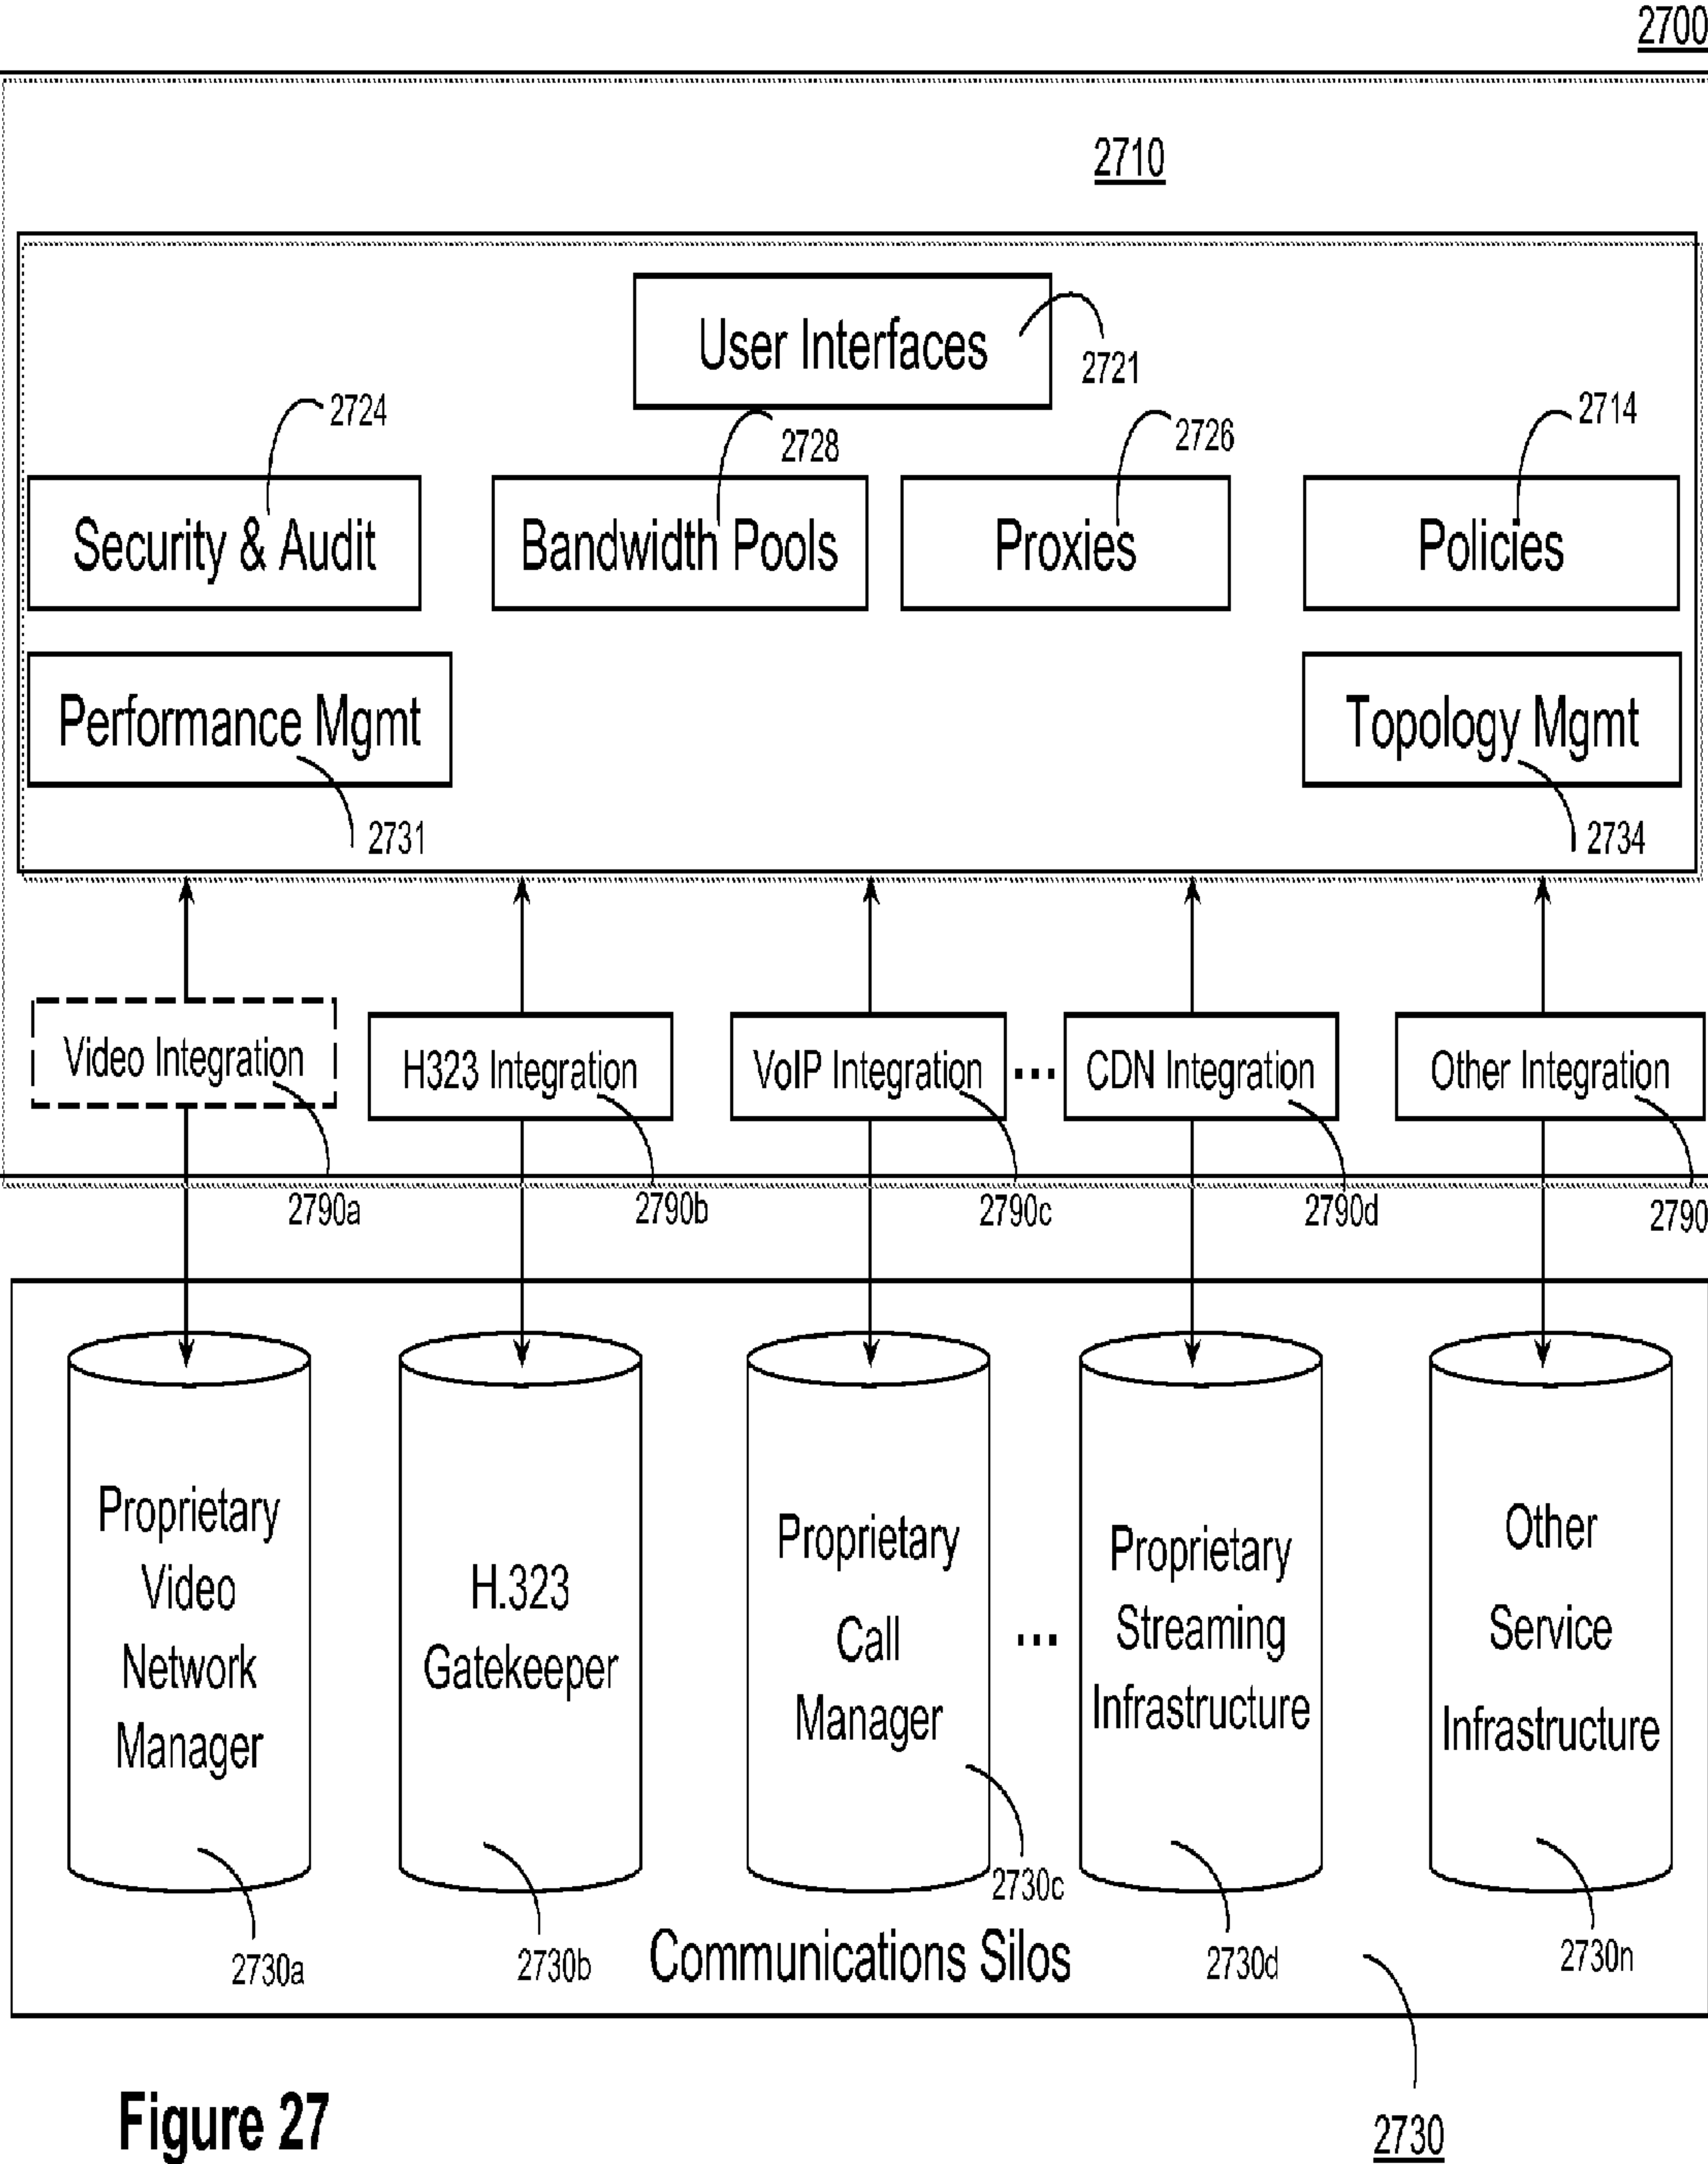 2700
2710
User Interfaces
2721
2724
2728
2726
2714
Security & Audit
Bandwidth Pools
Proxies
Policies
Performance Mgmt
Topology Mgmt
2731
2734
Video Integration
H323 Integration
VoIP Integration
...
CDN Integration
Other Integration
2790a
2790b
2790c
2790d
2790
Proprietary
Video
Network
Manager
H.323
Gatekeeper
Proprietary
Call
Manager
...
Proprietary
Streaming
Infrastructure
Other
Service
Infrastructure
2730a
2730b
2730c
2730d
2730n
Communications Silos
Figure 27
2730